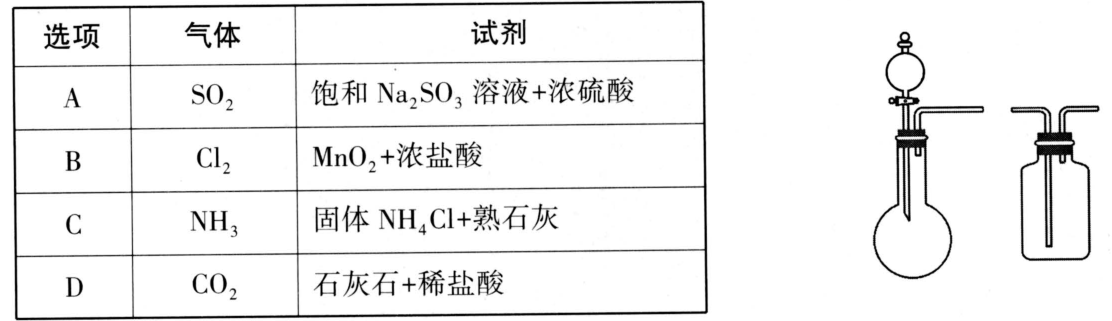 选项 气体 试剂
A SO₂ 饱和 Na₂SO₃ 溶液+浓硫酸
B Cl₂ MnO₂+浓盐酸
C NH₃ 固体 NH₄Cl+熟石灰
D CO₂ 石灰石+稀盐酸